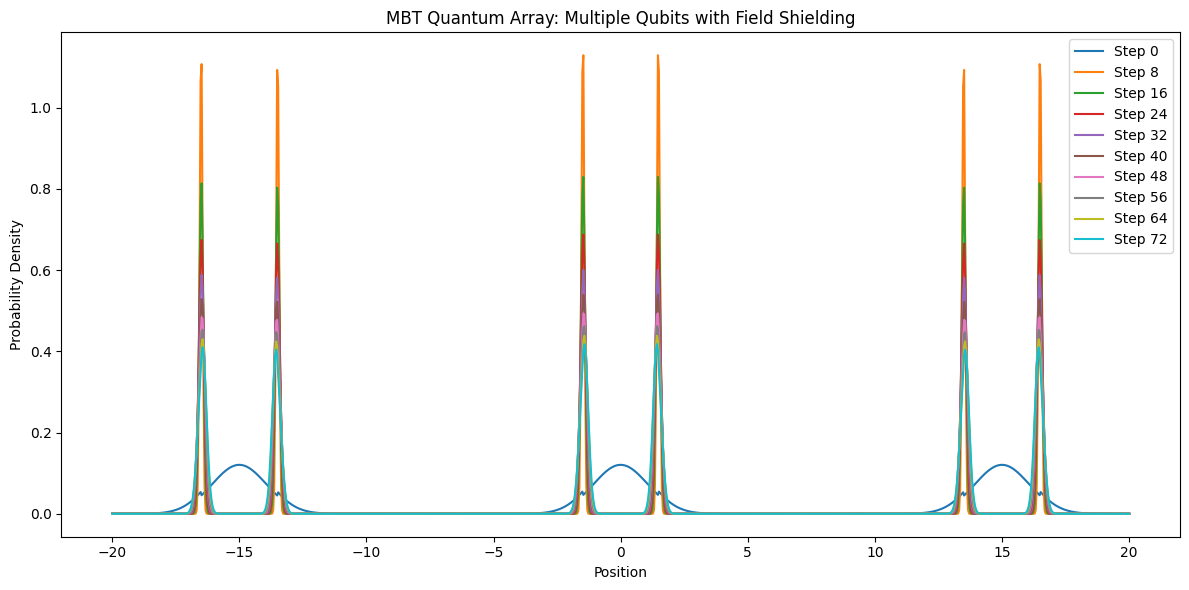 MBT Quantum Array: Multiple Qubits with Field Shielding
Step 0
Step 8
Step 16
Step 24
Step 32
Step 40
Step 48
Step 56
Step 64
Step 72
Probability Density
1.0
0.8
0.6
0.4
0.2
0.0
−20
−15
−10
−5
0
5
10
15
20
Position